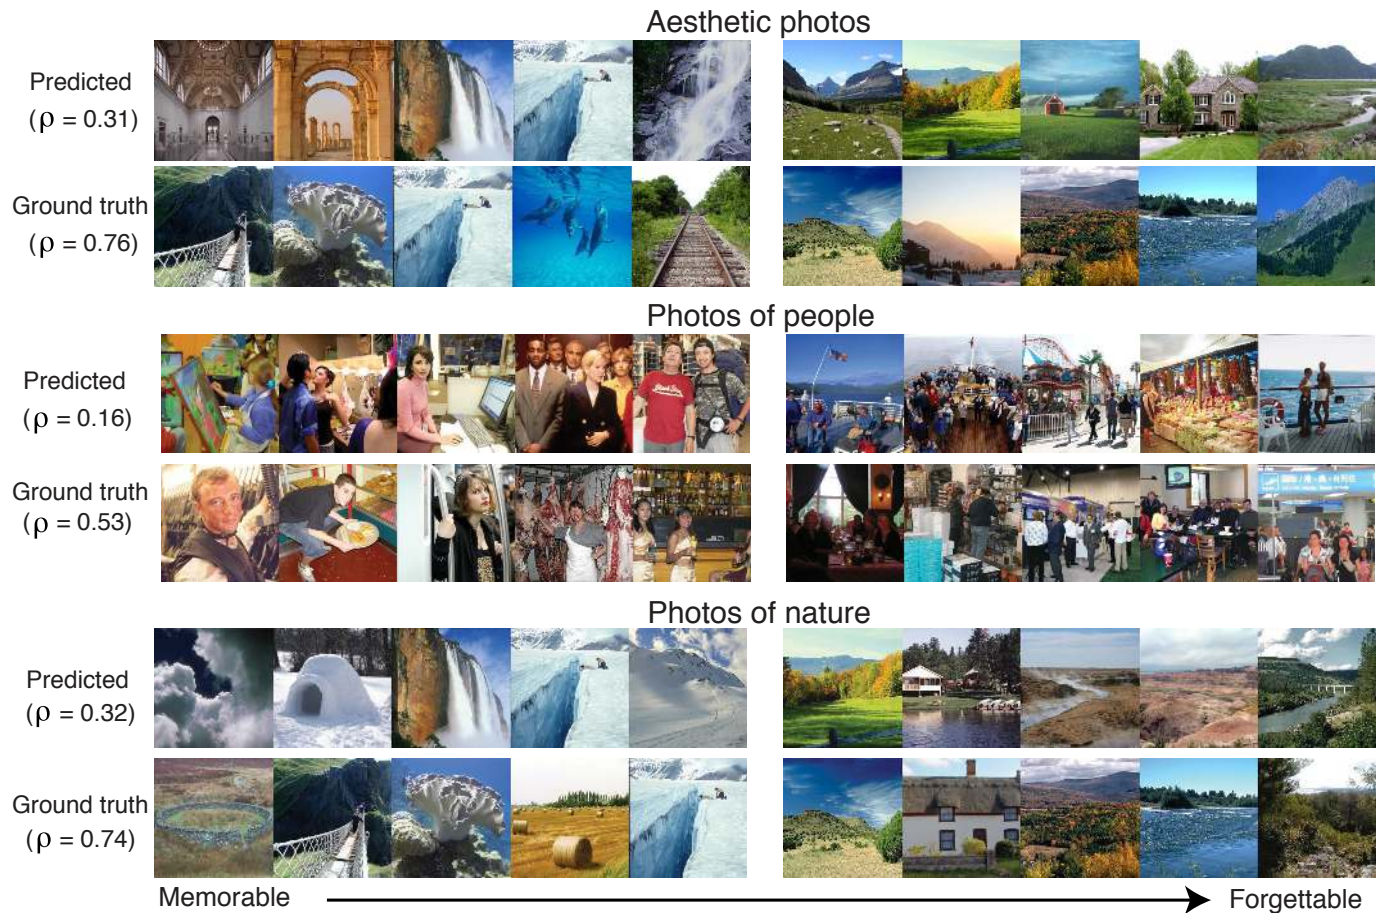 Aesthetic photos
Predicted
(ρ = 0.31)
Ground truth
(ρ = 0.76)
Photos of people
Predicted
(ρ = 0.16)
Ground truth
(ρ = 0.53)
Photos of nature
Predicted
(ρ = 0.32)
Ground truth
(ρ = 0.74)
Memorable
Forgettable